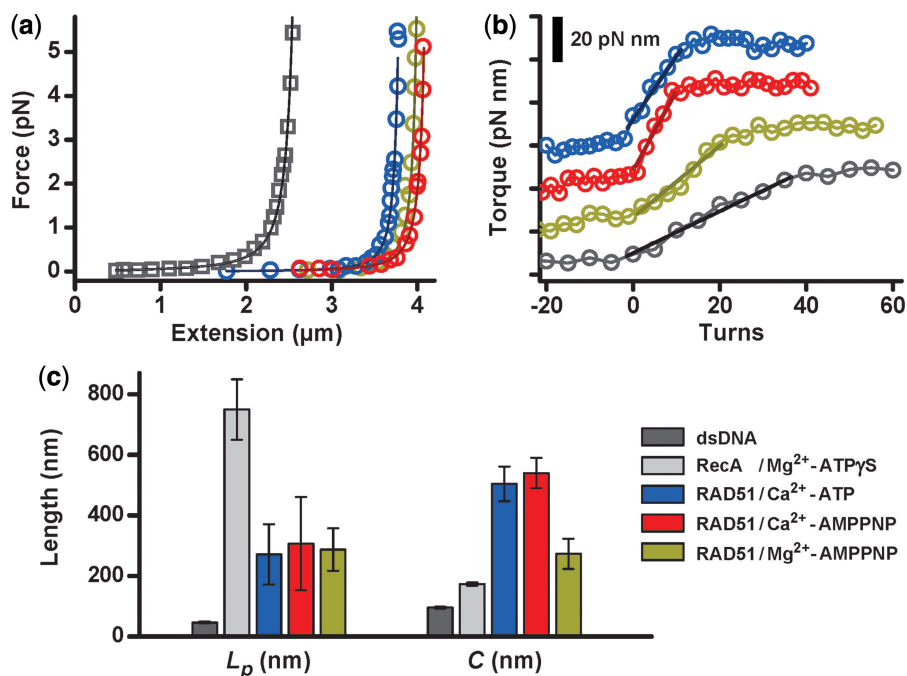 (a)
5
4
3
2
1
0
Force (pN)
0
1
2
3
4
Extension (µm)
(b)
20 pN nm
Torque (pN nm)
-20
0
20
40
60
Turns
(c)
800
600
400
200
0
Length (nm)
Lp (nm)
C (nm)
dsDNA
RecA /Mg²⁺-ATPγS
RAD51/Ca²⁺-ATP
RAD51/Ca²⁺-AMPPNP
RAD51/Mg²⁺-AMPPNP